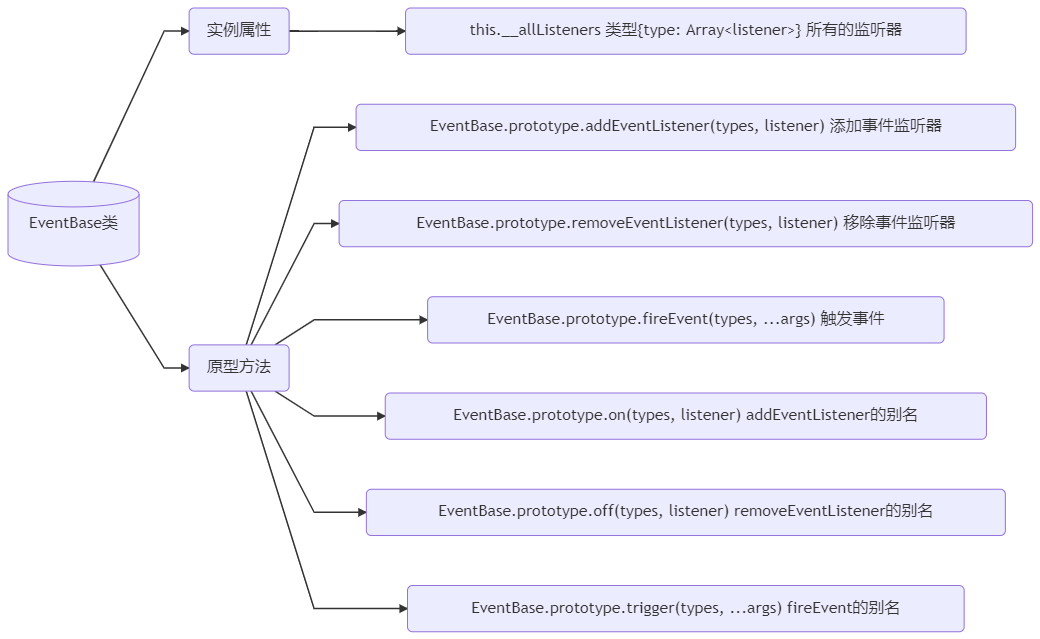 实例属性
this.__allListeners 类型{type: Array<listener>} 所有的监听器
EventBase.prototype.addEventListener(types, listener) 添加事件监听器
EventBase类
EventBase.prototype.removeEventListener(types, listener) 移除事件监听器
EventBase.prototype.fireEvent(types, ...args) 触发事件
原型方法
EventBase.prototype.on(types, listener) addEventListener的别名
EventBase.prototype.off(types, listener) removeEventListener的别名
EventBase.prototype.trigger(types, ...args) fireEvent的别名